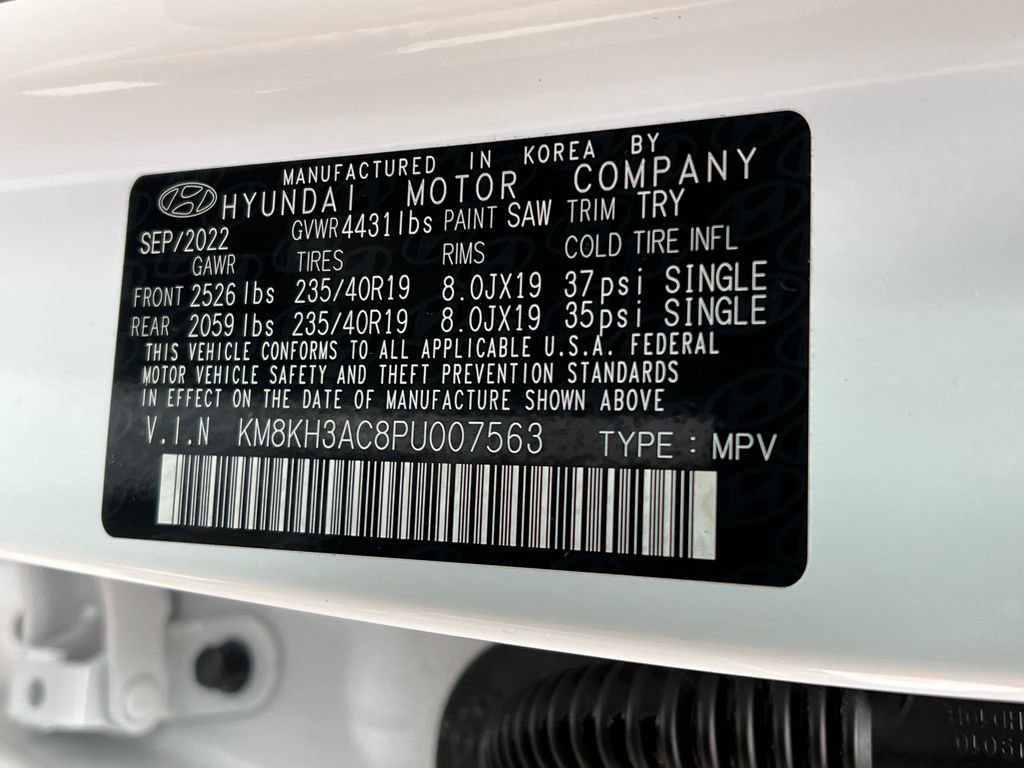 MANUFACTURED IN KOREA BY
HYUNDAI MOTOR COMPANY
SEP/2022 GVWR 4431 lbs PAINT SAW TRIM TRY
GAWR TIRES RIMS COLD TIRE INFL
FRONT 2526 lbs 235/40R19 8.0JX19 37psi SINGLE
REAR 2059 lbs 235/40R19 8.0JX19 35psi SINGLE
THIS VEHICLE CONFORMS TO ALL APPLICABLE U.S.A. FEDERAL
MOTOR VEHICLE SAFETY AND THEFT PREVENTION STANDARDS
IN EFFECT ON THE DATE OF MANUFACTURE SHOWN ABOVE
V.I.N KM8KH3AC8PU007563 TYPE : MPV